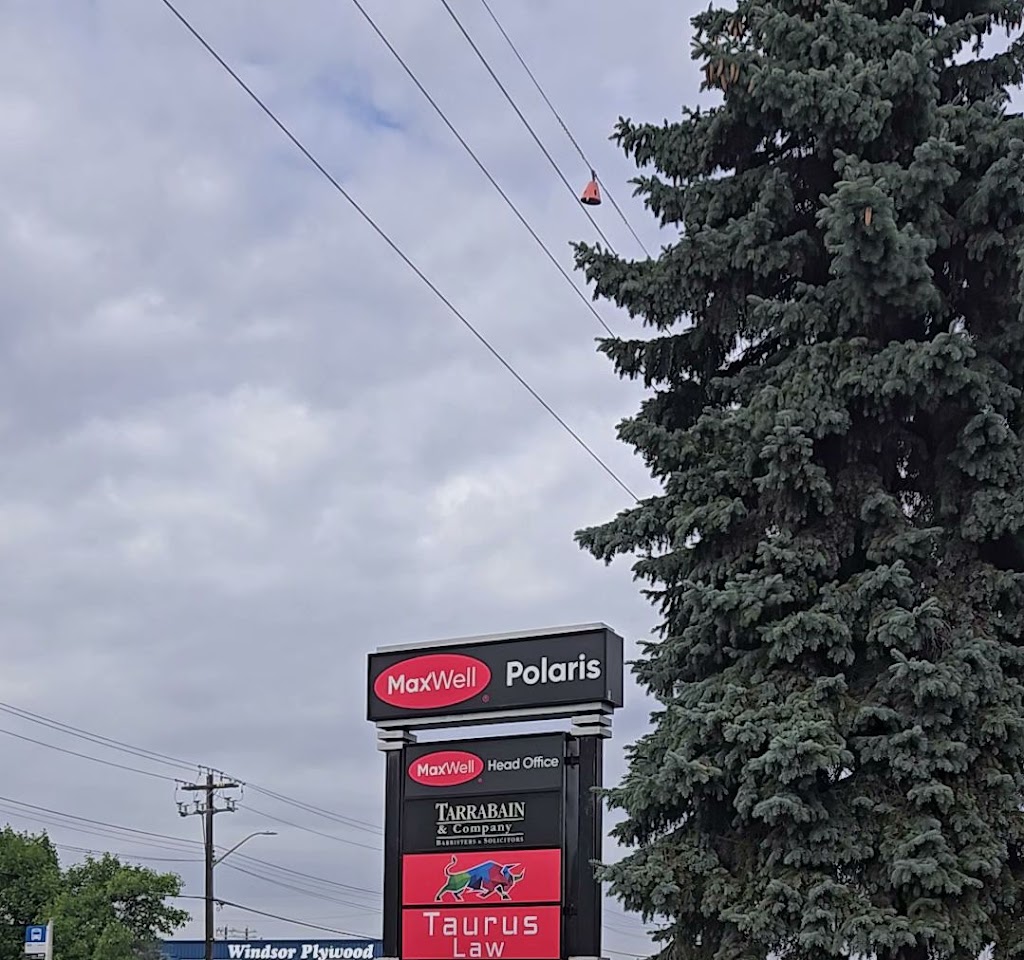 MaxWell Polaris
MaxWell Head Office
TARRABAIN
& Company
BARRISTERS & SOLICITORS
Taurus
Law
Windsor Plywood